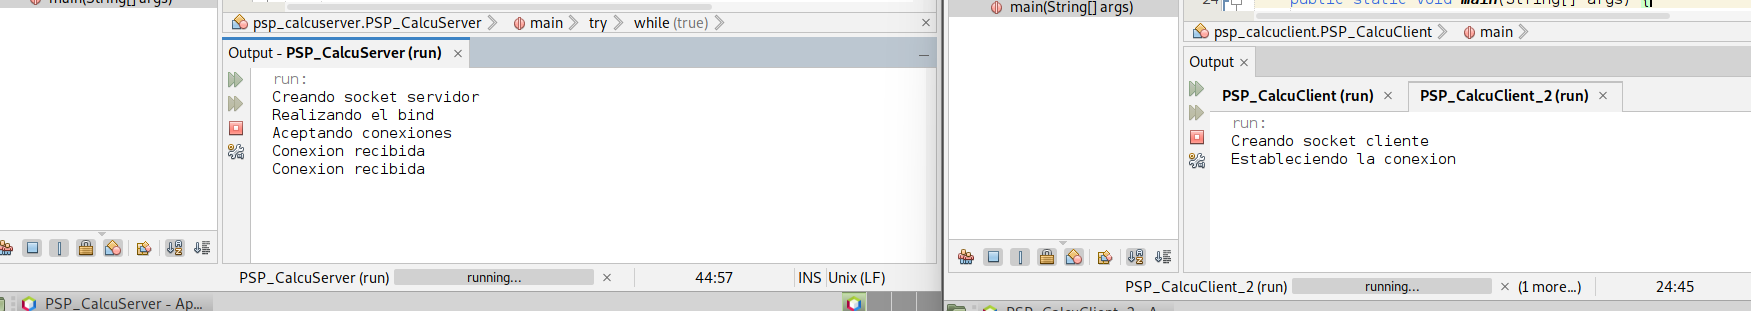 main(String[] args)
psp_calcuserver.PSP_CalcuServer
main
try
while (true)
Output - PSP_CalcuServer (run)
run:
Creando socket servidor
Realizando el bind
Aceptando conexiones
Conexion recibida
Conexion recibida
PSP_CalcuServer (run)
running...
44:57
INS
Unix (LF)
PSP_CalcuServer - Ap...
main(String[] args)
24
public static void main(String[] args) {
psp_calcuclient.PSP_CalcuClient
main
Output
PSP_CalcuClient (run)
PSP_CalcuClient_2 (run)
run:
Creando socket cliente
Estableciendo la conexion
PSP_CalcuClient_2 (run)
running...
(1 more...)
24:45
PSP_CalcuClient_2 - A...